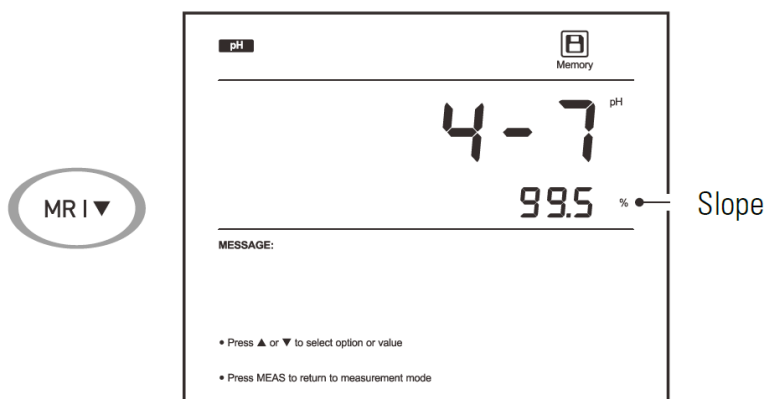 pH
Memory
4-7 pH
MR I▼
99.5 %
Slope
MESSAGE:
• Press ▲ or ▼ to select option or value
• Press MEAS to return to measurement mode